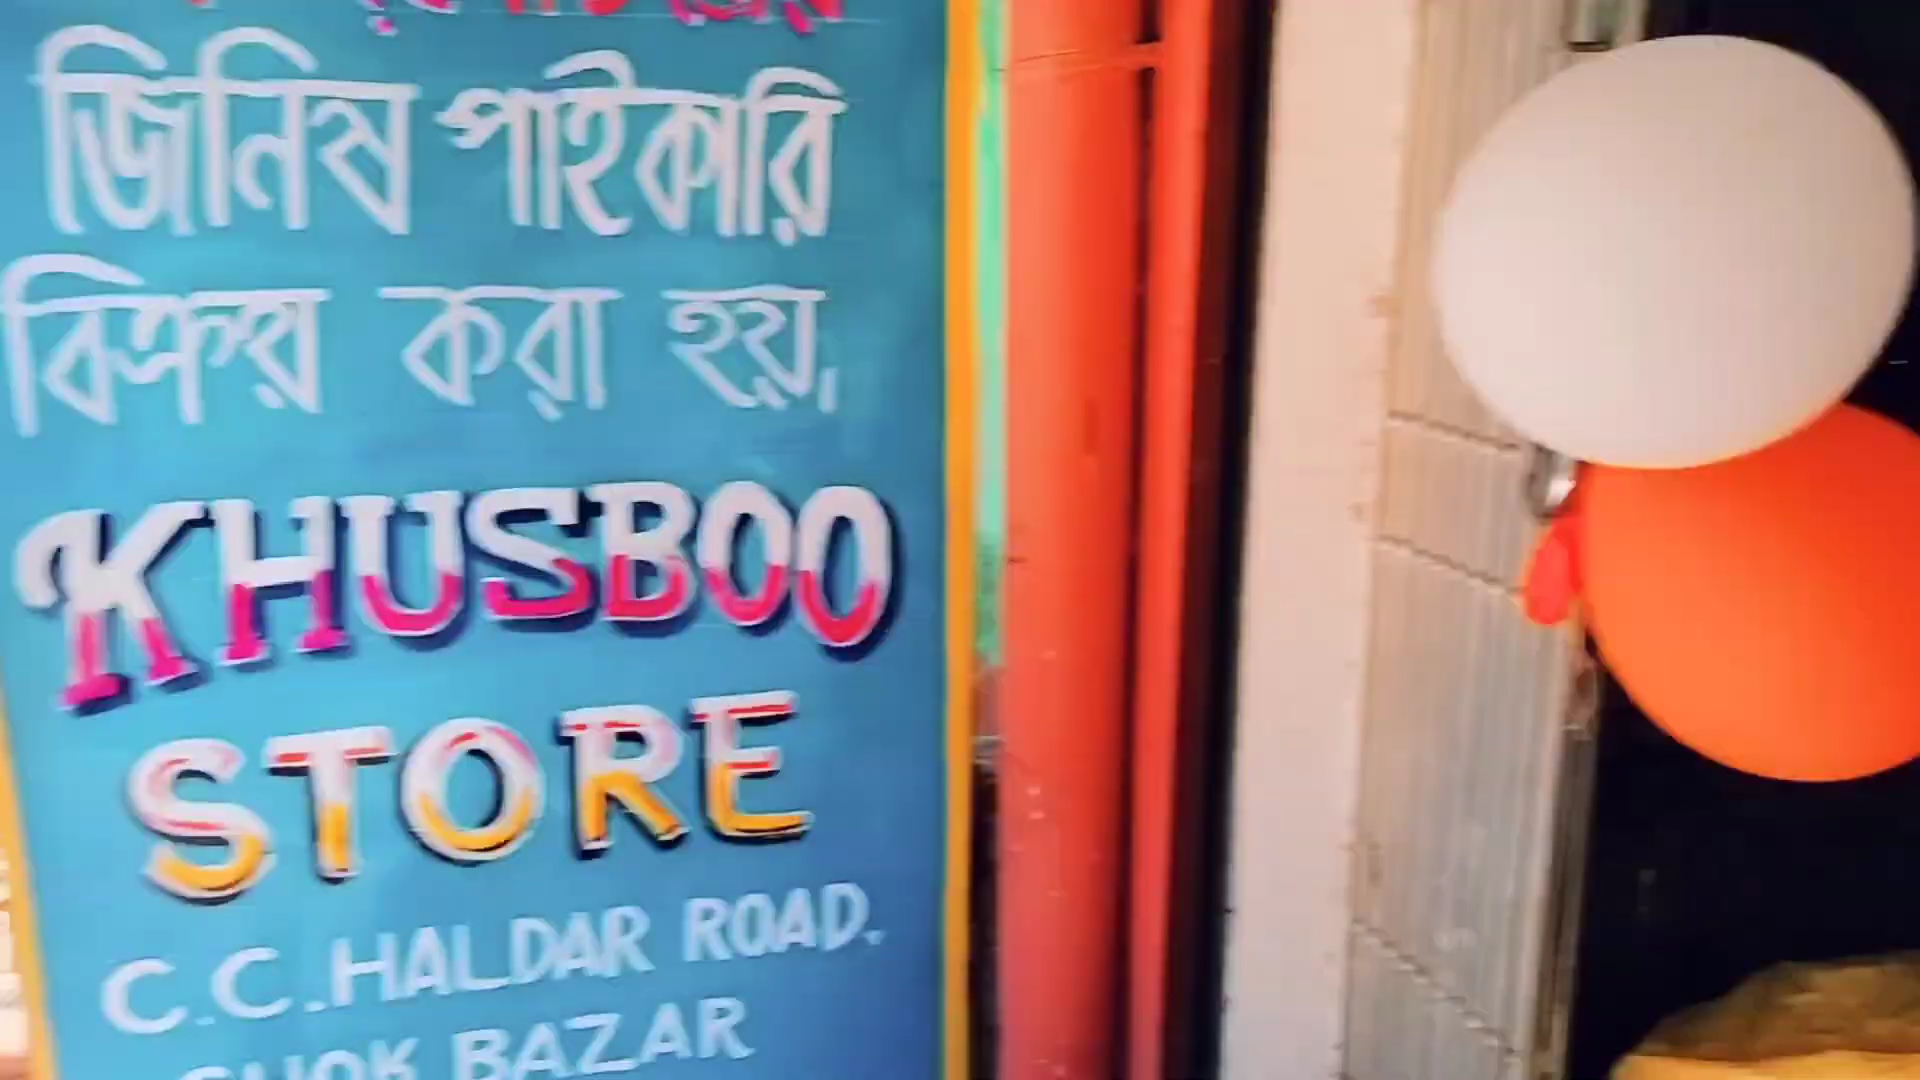 জিনিষ পাইকারি
বিক্রয় করা হয়,
KHUSBOO
STORE
C.C.HALDAR ROAD.
BAZAR